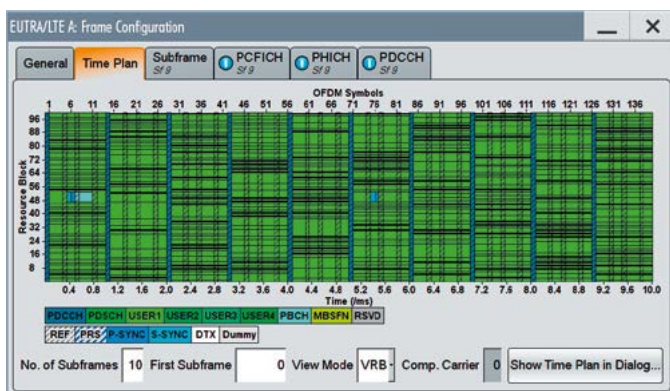 EUTRA/LTE A: Frame Configuration
General
Time Plan
Subframe
Sf 9
PCFICH
Sf 9
PHICH
Sf 9
PDCCH
Sf 9
OFDM Symbols
1 6 11 16 21 26 31 36 41 46 51 56 61 66 71 76 81 86 91 96 101 106 111 116 121 126 131 136
Resource Block
96
88
80
72
64
56
48
40
32
24
16
8
0.4 0.8 1.2 1.6 2.0 2.4 2.8 3.2 3.6 4.0 4.4 4.8 5.2 5.6 6.0 6.4 6.8 7.2 7.6 8.0 8.4 8.8 9.2 9.6 10.0
Time (/ms)
PDCCH PDSCH USER1 USER2 USER3 USER4 PBCH MBSFN RSVD
REF PRS P-SYNC S-SYNC DTX Dummy
No. of Subframes 10 First Subframe 0 View Mode VRB Comp. Carrier 0 Show Time Plan in Dialog...